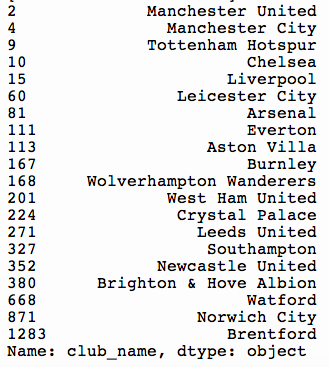 2 Manchester United
4 Manchester City
9 Tottenham Hotspur
10 Chelsea
15 Liverpool
60 Leicester City
81 Arsenal
111 Everton
113 Aston Villa
167 Burnley
168 Wolverhampton Wanderers
201 West Ham United
224 Crystal Palace
271 Leeds United
327 Southampton
352 Newcastle United
380 Brighton & Hove Albion
668 Watford
871 Norwich City
1283 Brentford
Name: club_name, dtype: object